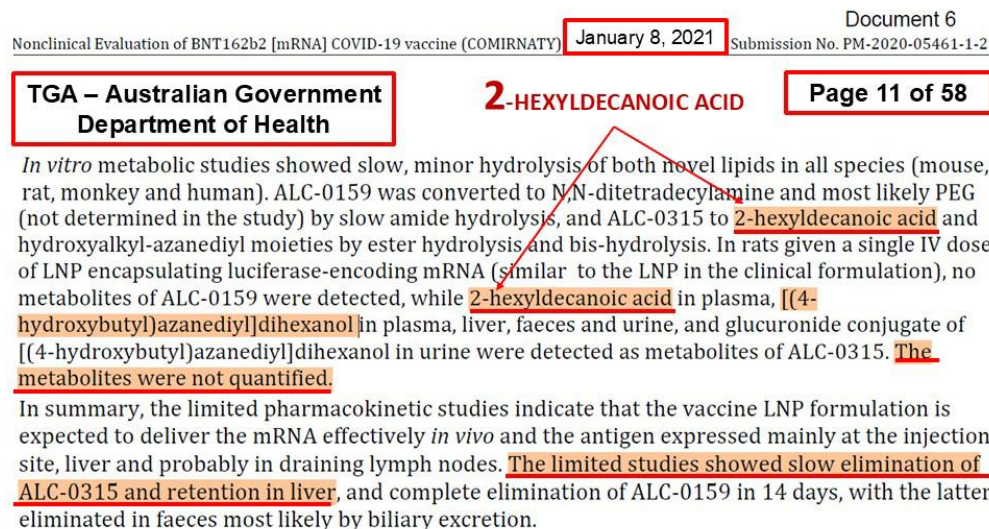 Document 6
Nonclinical Evaluation of BNT162b2 [mRNA] COVID-19 vaccine (COMIRNATY) January 8, 2021 Submission No. PM-2020-05461-1-2
TGA – Australian Government
Department of Health
2-HEXYLDECANOIC ACID
Page 11 of 58
In vitro metabolic studies showed slow, minor hydrolysis of both novel lipids in all species (mouse,
rat, monkey and human). ALC-0159 was converted to N,N-ditetradecylamine and most likely PEG
(not determined in the study) by slow amide hydrolysis, and ALC-0315 to 2-hexyldecanoic acid and
hydroxyalkyl-azanediyl moieties by ester hydrolysis and bis-hydrolysis. In rats given a single IV dose
of LNP encapsulating luciferase-encoding mRNA (similar to the LNP in the clinical formulation), no
metabolites of ALC-0159 were detected, while 2-hexyldecanoic acid in plasma, [(4-
hydroxybutyl)azanediyl]dihexanol in plasma, liver, faeces and urine, and glucuronide conjugate of
[(4-hydroxybutyl)azanediyl]dihexanol in urine were detected as metabolites of ALC-0315. The
metabolites were not quantified.
In summary, the limited pharmacokinetic studies indicate that the vaccine LNP formulation is
expected to deliver the mRNA effectively in vivo and the antigen expressed mainly at the injection
site, liver and probably in draining lymph nodes. The limited studies showed slow elimination of
ALC-0315 and retention in liver, and complete elimination of ALC-0159 in 14 days, with the latter
eliminated in faeces most likely by biliary excretion.